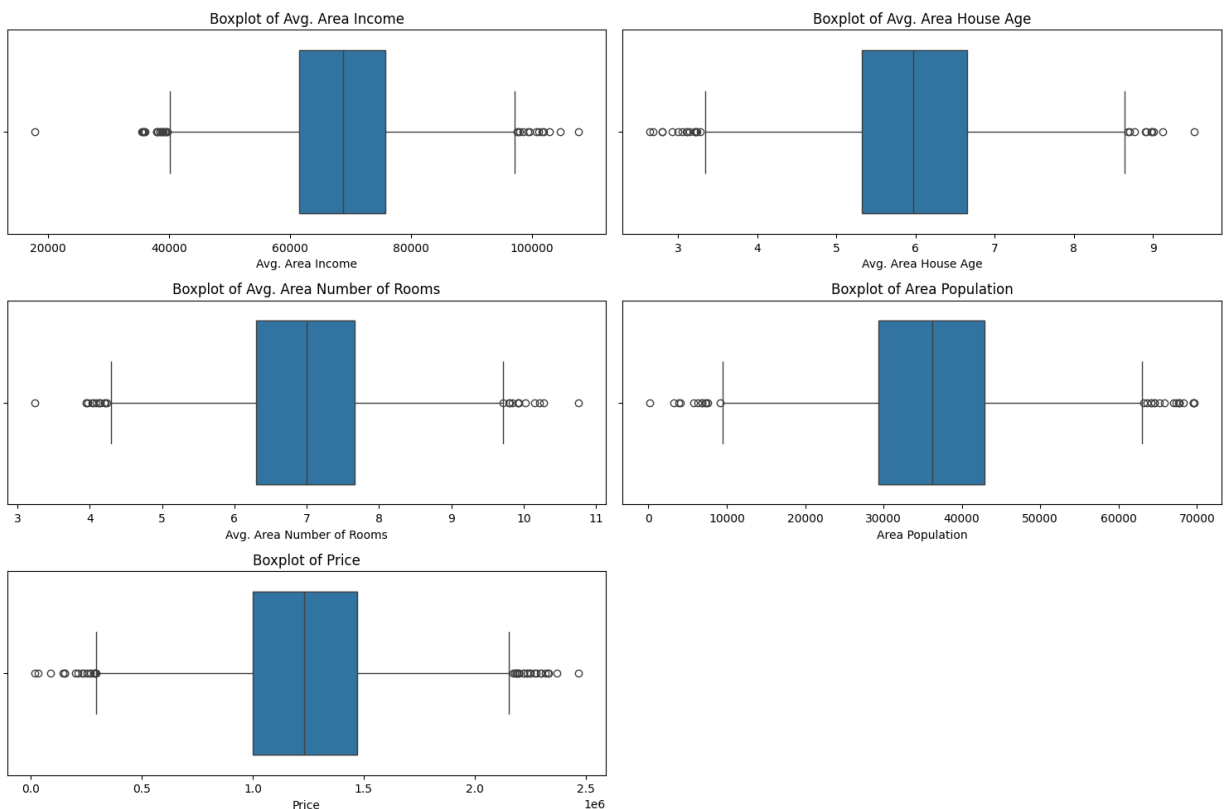 Boxplot of Avg. Area Income
20000 40000 60000 80000 100000
Avg. Area Income
Boxplot of Avg. Area House Age
3 4 5 6 7 8 9
Avg. Area House Age
Boxplot of Avg. Area Number of Rooms
3 4 5 6 7 8 9 10 11
Avg. Area Number of Rooms
Boxplot of Area Population
0 10000 20000 30000 40000 50000 60000 70000
Area Population
Boxplot of Price
0.0 0.5 1.0 1.5 2.0 2.5
1e6
Price